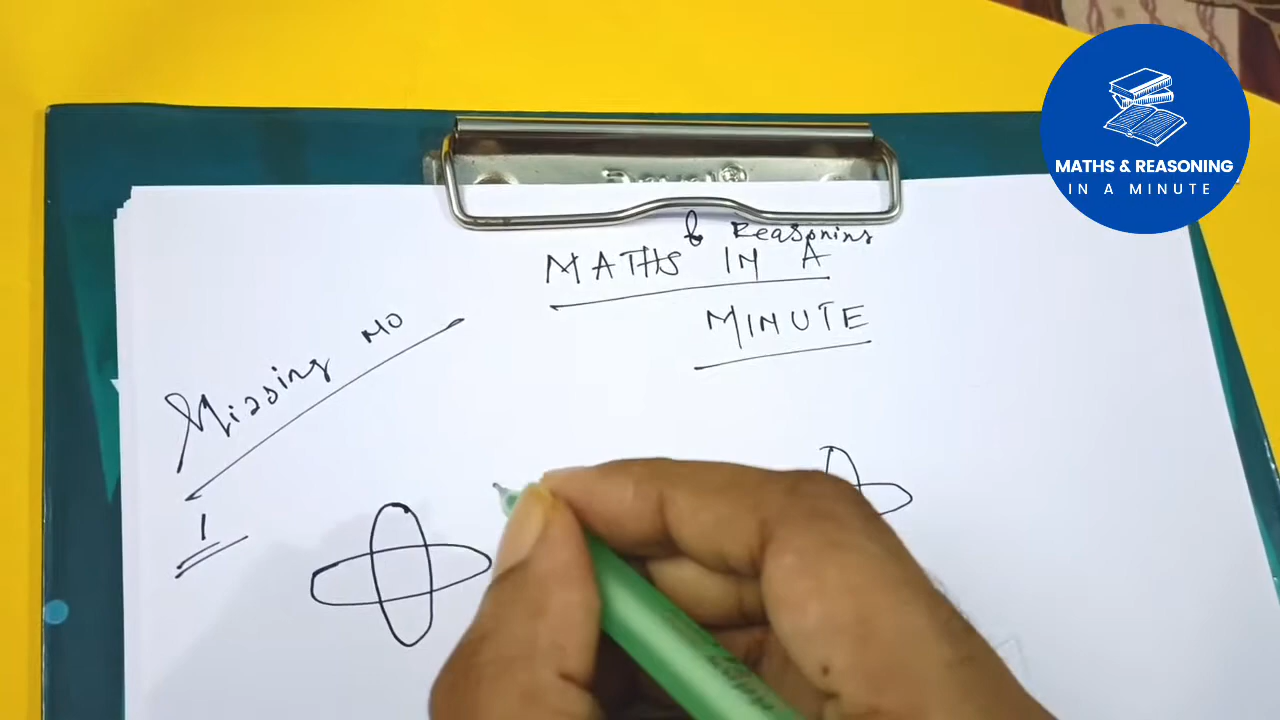 MATHS & REASONING
IN A MINUTE
& Reasoning
MATHS IN A
MINUTE
Missing NO
1